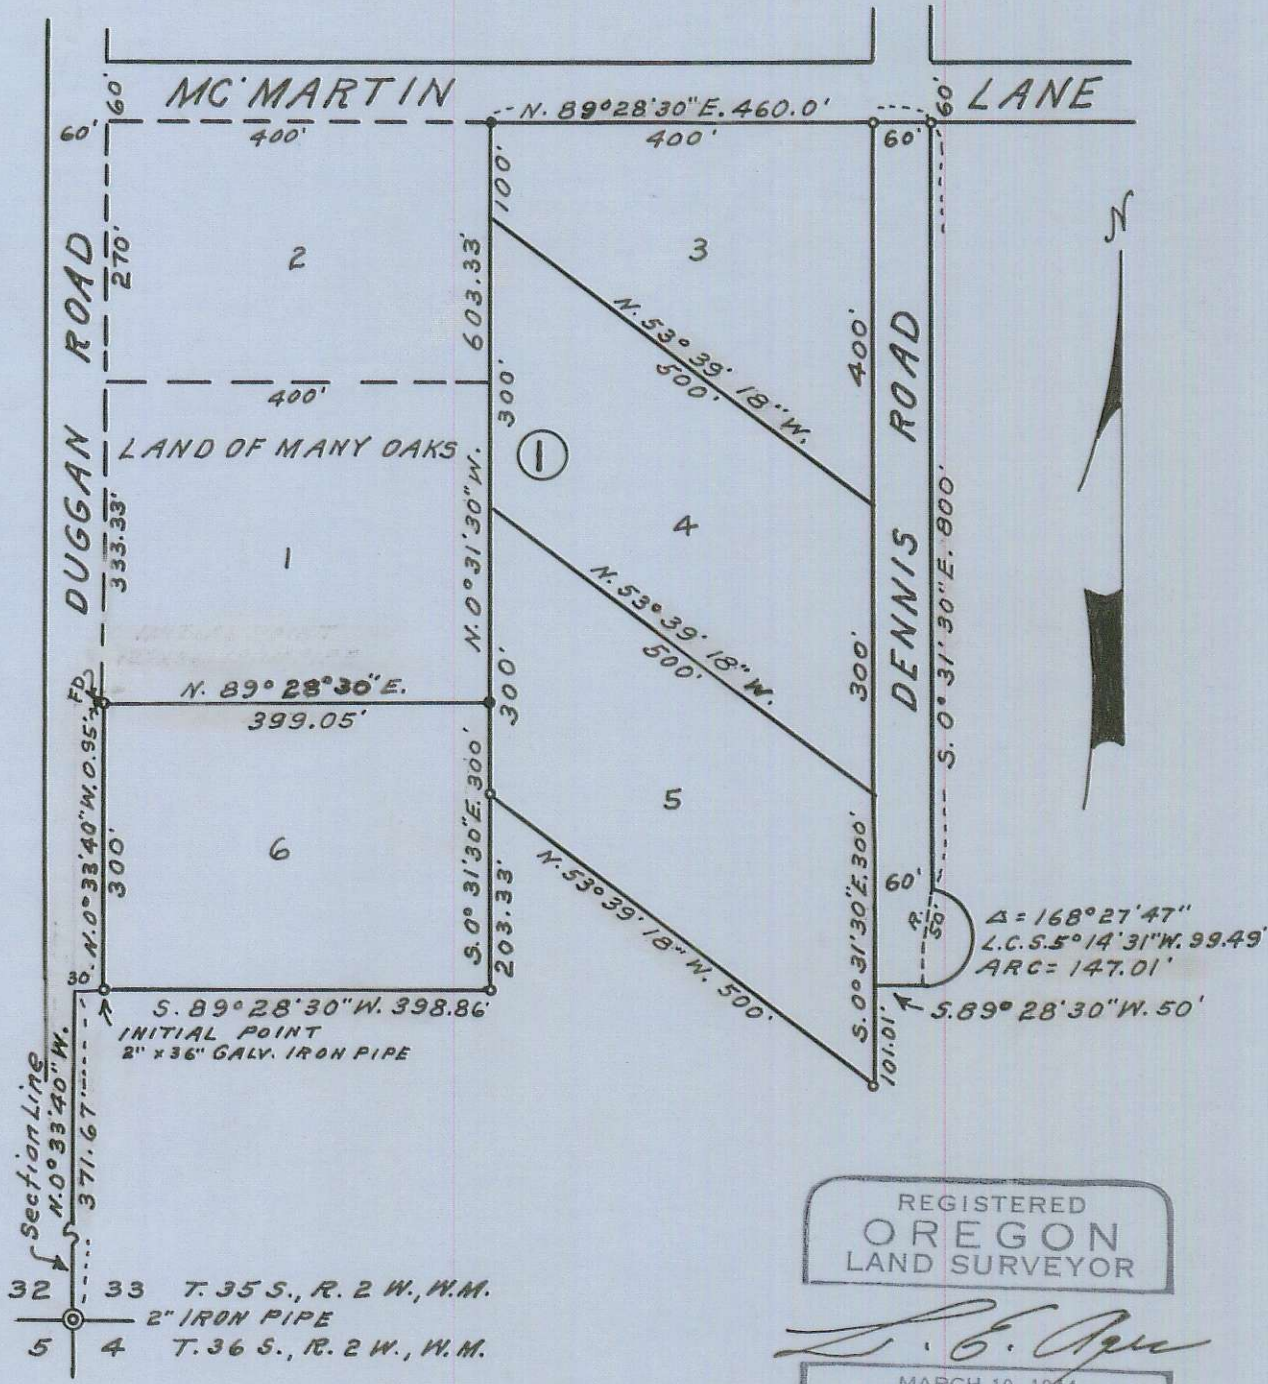 MC MARTIN LANE
60'
60'
400'
N. 89°28'30"E. 460.0'
400'
60'
60'
DUGGAN ROAD
270'
2
100'
603.33'
3
N. 53°39'18"W.
500'
400'
DENNIS ROAD
400'
300'
LAND OF MANY OAKS
1
333.33'
1
N. 0°31'30"W.
4
N. 53°39'18"W.
500'
300'
S. 0°31'30"E. 800'
FD.
N. 89°28'30"E.
399.05'
300'
N. 0°33'40"W. 0.95'
300'
6
S. 0°31'30"E. 300'
203.33'
5
N. 53°39'18"W. 500'
S. 0°31'30"E. 300'
101.01'
60'
R.
50'
Δ = 168°27'47"
L.C. S. 5°14'31"W. 99.49'
ARC = 147.01'
S. 89°28'30"W. 50'
30'
S. 89°28'30"W. 398.86'
INITIAL POINT
2" x 36" GALV. IRON PIPE
Section Line
N. 0°33'40"W.
371.67'
32 33 T. 35 S., R. 2 W., W.M.
2" IRON PIPE
5 4 T. 36 S., R. 2 W., W.M.
N
REGISTERED
OREGON
LAND SURVEYOR
L. E. Ager